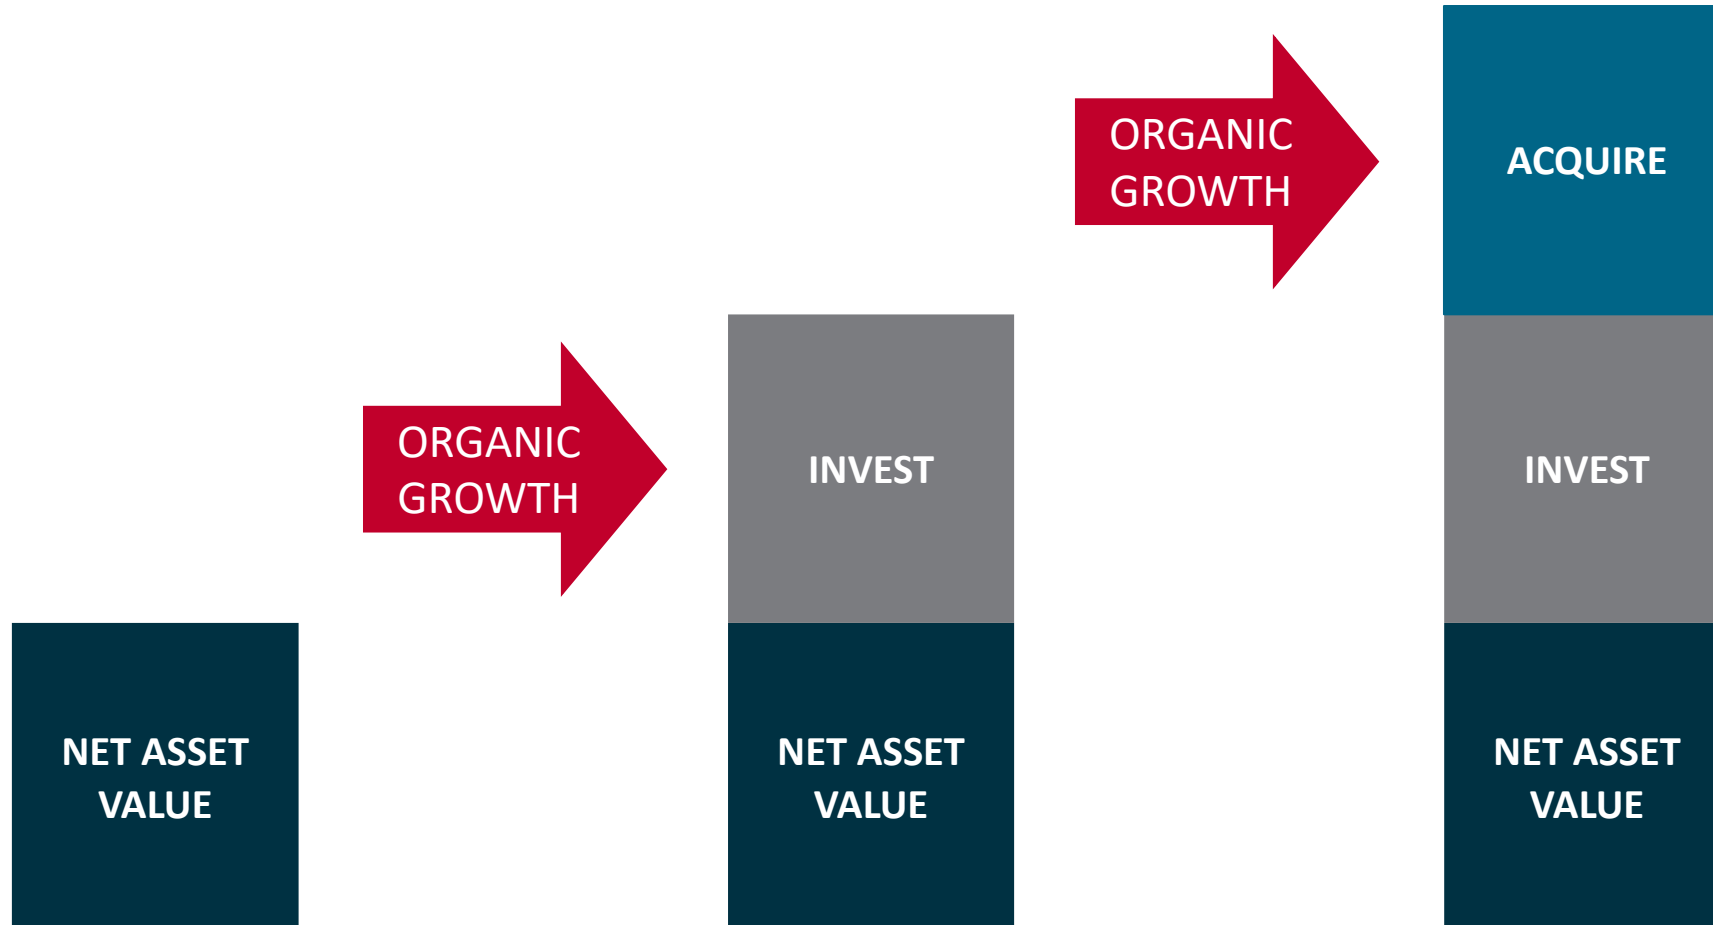 ORGANIC
GROWTH
ACQUIRE
ORGANIC
GROWTH
INVEST
INVEST
NET ASSET
VALUE
NET ASSET
VALUE
NET ASSET
VALUE